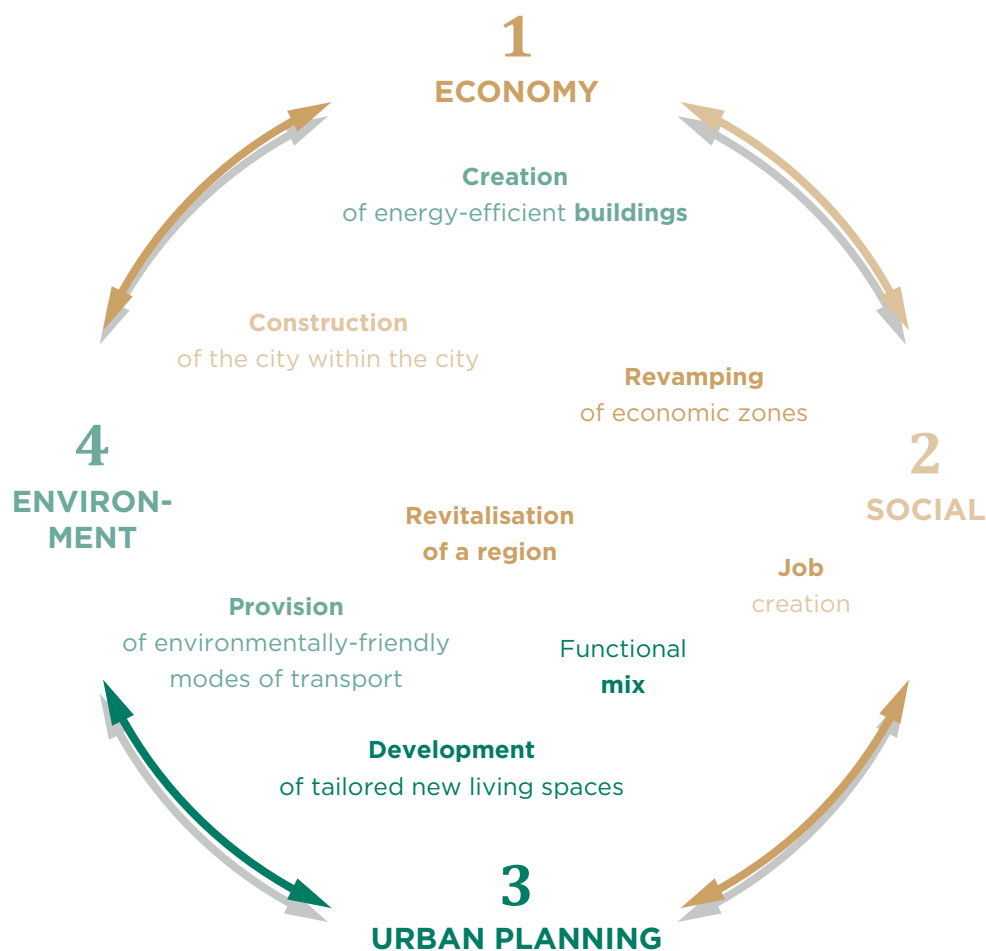 1
ECONOMY
Creation
of energy-efficient buildings
Construction
of the city within the city
Revamping
of economic zones
4
ENVIRON-
MENT
2
SOCIAL
Revitalisation
of a region
Job
creation
Provision
of environmentally-friendly
modes of transport
Functional
mix
Development
of tailored new living spaces
3
URBAN PLANNING